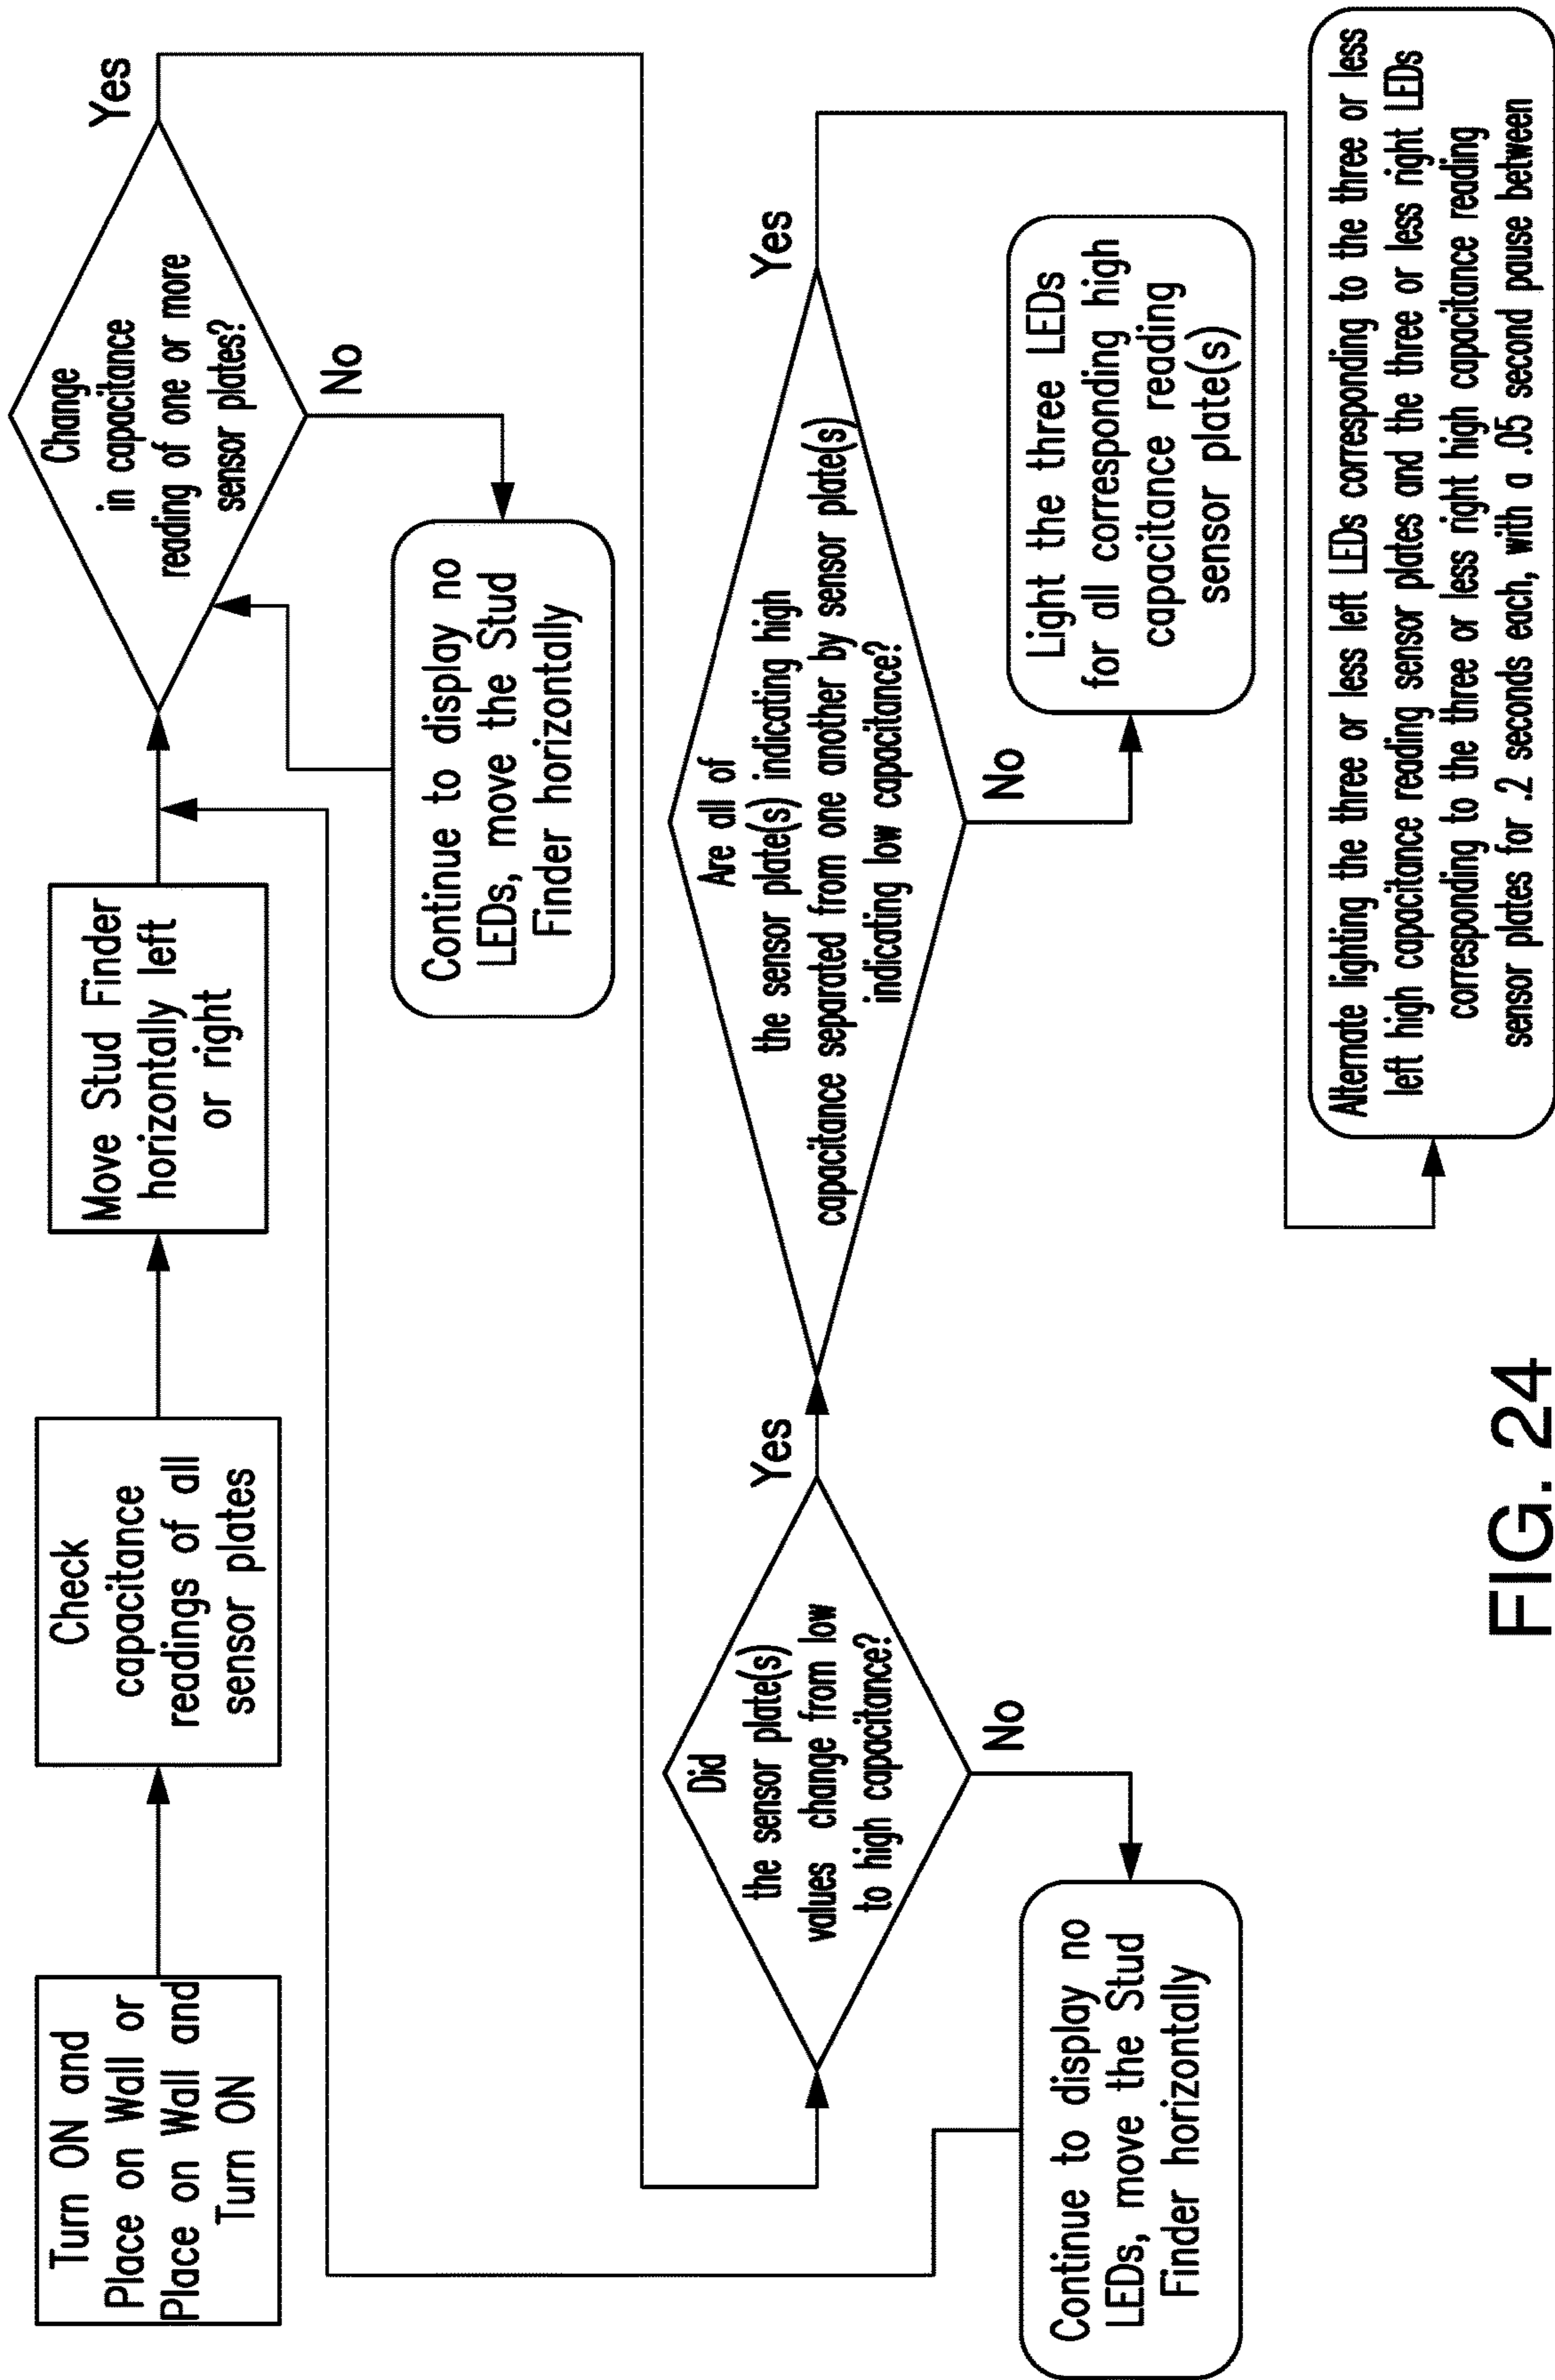 Turn ON and
Place on Wall or
Place on Wall and
Turn ON
Check
capacitance
readings of all
sensor plates
Move Stud Finder
horizontally left
or right
Change
in capacitance
reading of one or more
sensor plates?
Yes
No
Continue to display no
LEDs, move the Stud
Finder horizontally
Did
the sensor plate(s)
values change from low
to high capacitance?
Yes
No
Continue to display no
LEDs, move the Stud
Finder horizontally
Are all of
the sensor plate(s) indicating high
capacitance separated from one another by sensor plate(s)
indicating low capacitance?
Yes
No
Light the three LEDs
for all corresponding high
capacitance reading
sensor plate(s)
Alternate lighting the three or less left LEDs corresponding to the three or less
left high capacitance reading sensor plates and the three or less right LEDs
corresponding to the three or less right high capacitance reading
sensor plates for .2 seconds each, with a .05 second pause between
FIG. 24